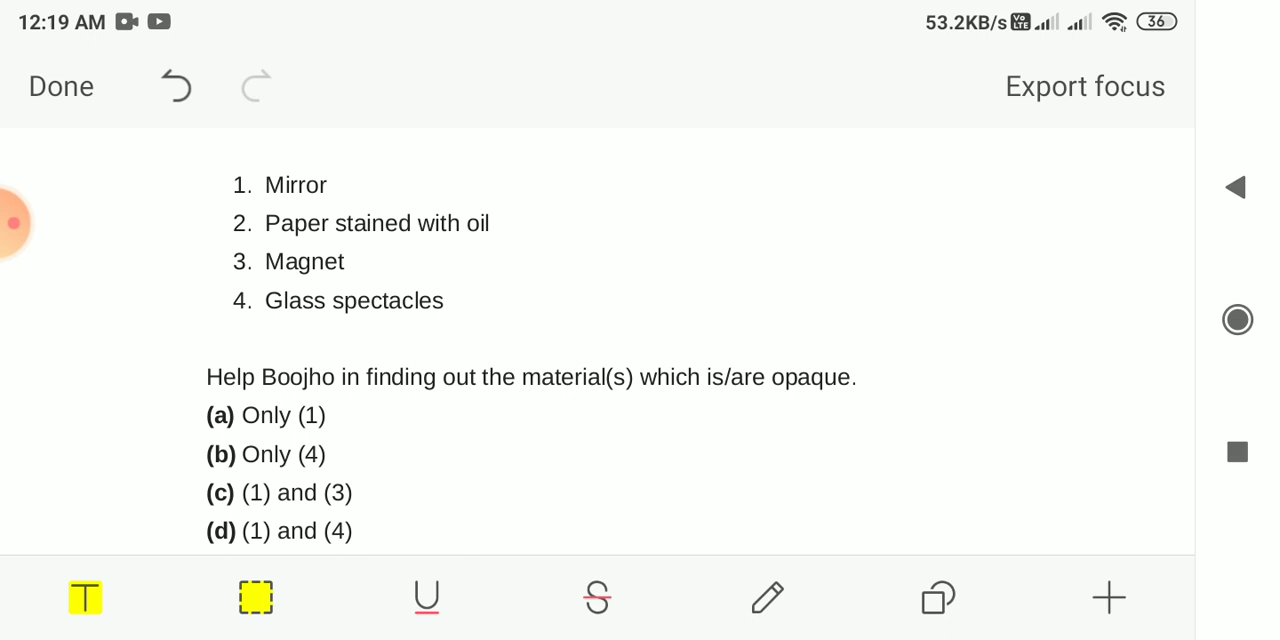 12:19 AM 53.2KB/s Vo LTE 36
Done Export focus
1. Mirror
2. Paper stained with oil
3. Magnet
4. Glass spectacles
Help Boojho in finding out the material(s) which is/are opaque.
(a) Only (1)
(b) Only (4)
(c) (1) and (3)
(d) (1) and (4)
T U S